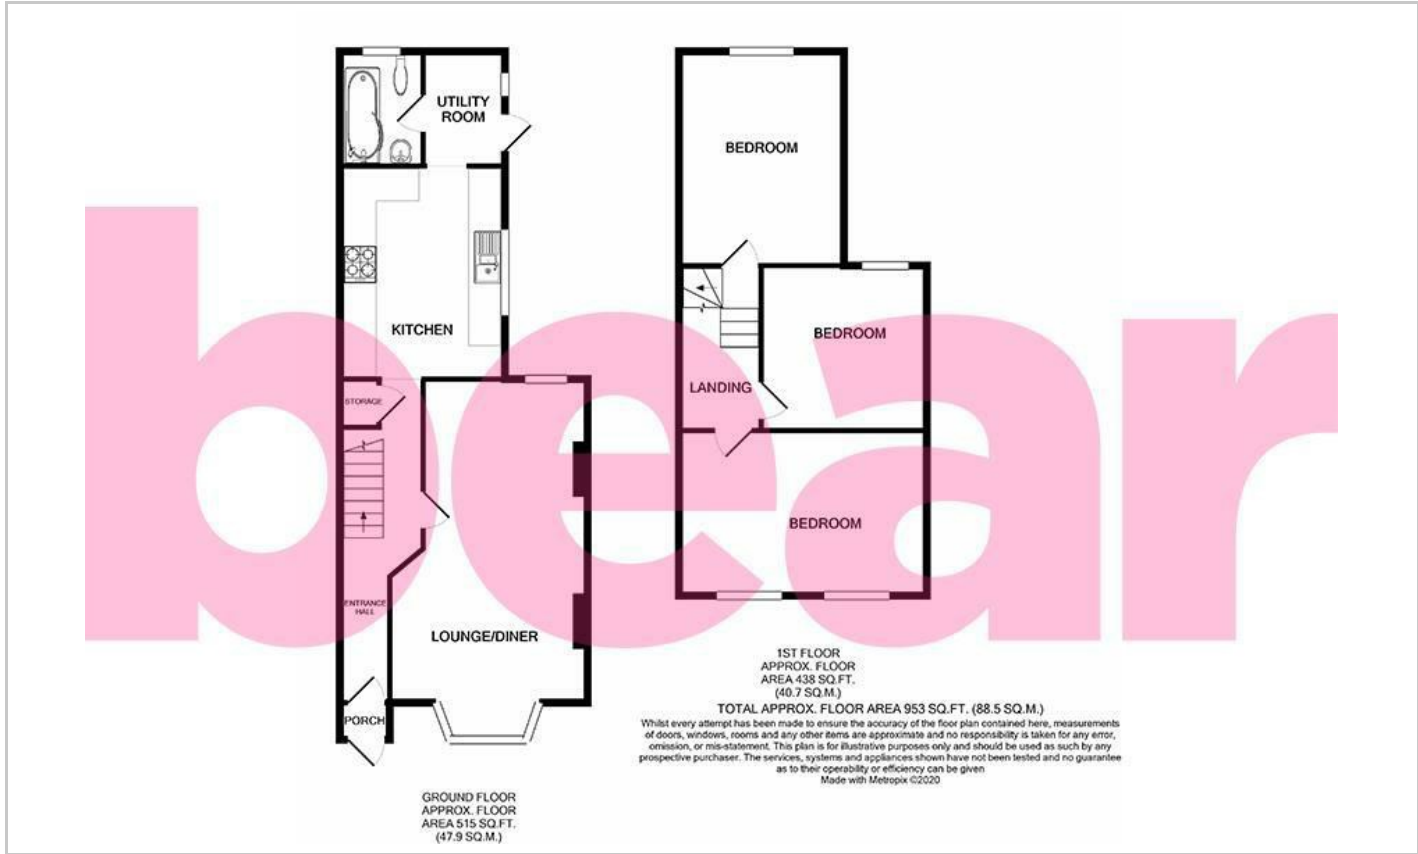 UTILITY
ROOM
KITCHEN
STORAGE
ENTRANCE
HALL
LOUNGE/DINER
PORCH
GROUND FLOOR
APPROX. FLOOR
AREA 515 SQ.FT.
(47.9 SQ.M.)
BEDROOM
BEDROOM
LANDING
BEDROOM
1ST FLOOR
APPROX. FLOOR
AREA 438 SQ.FT.
(40.7 SQ.M.)
TOTAL APPROX. FLOOR AREA 953 SQ.FT. (88.5 SQ.M.)
Whilst every attempt has been made to ensure the accuracy of the floor plan contained here, measurements
of doors, windows, rooms and any other items are approximate and no responsibility is taken for any error,
omission, or mis-statement. This plan is for illustrative purposes only and should be used as such by any
prospective purchaser. The services, systems and appliances shown have not been tested and no guarantee
as to their operability or efficiency can be given
Made with Metropix ©2020
bear